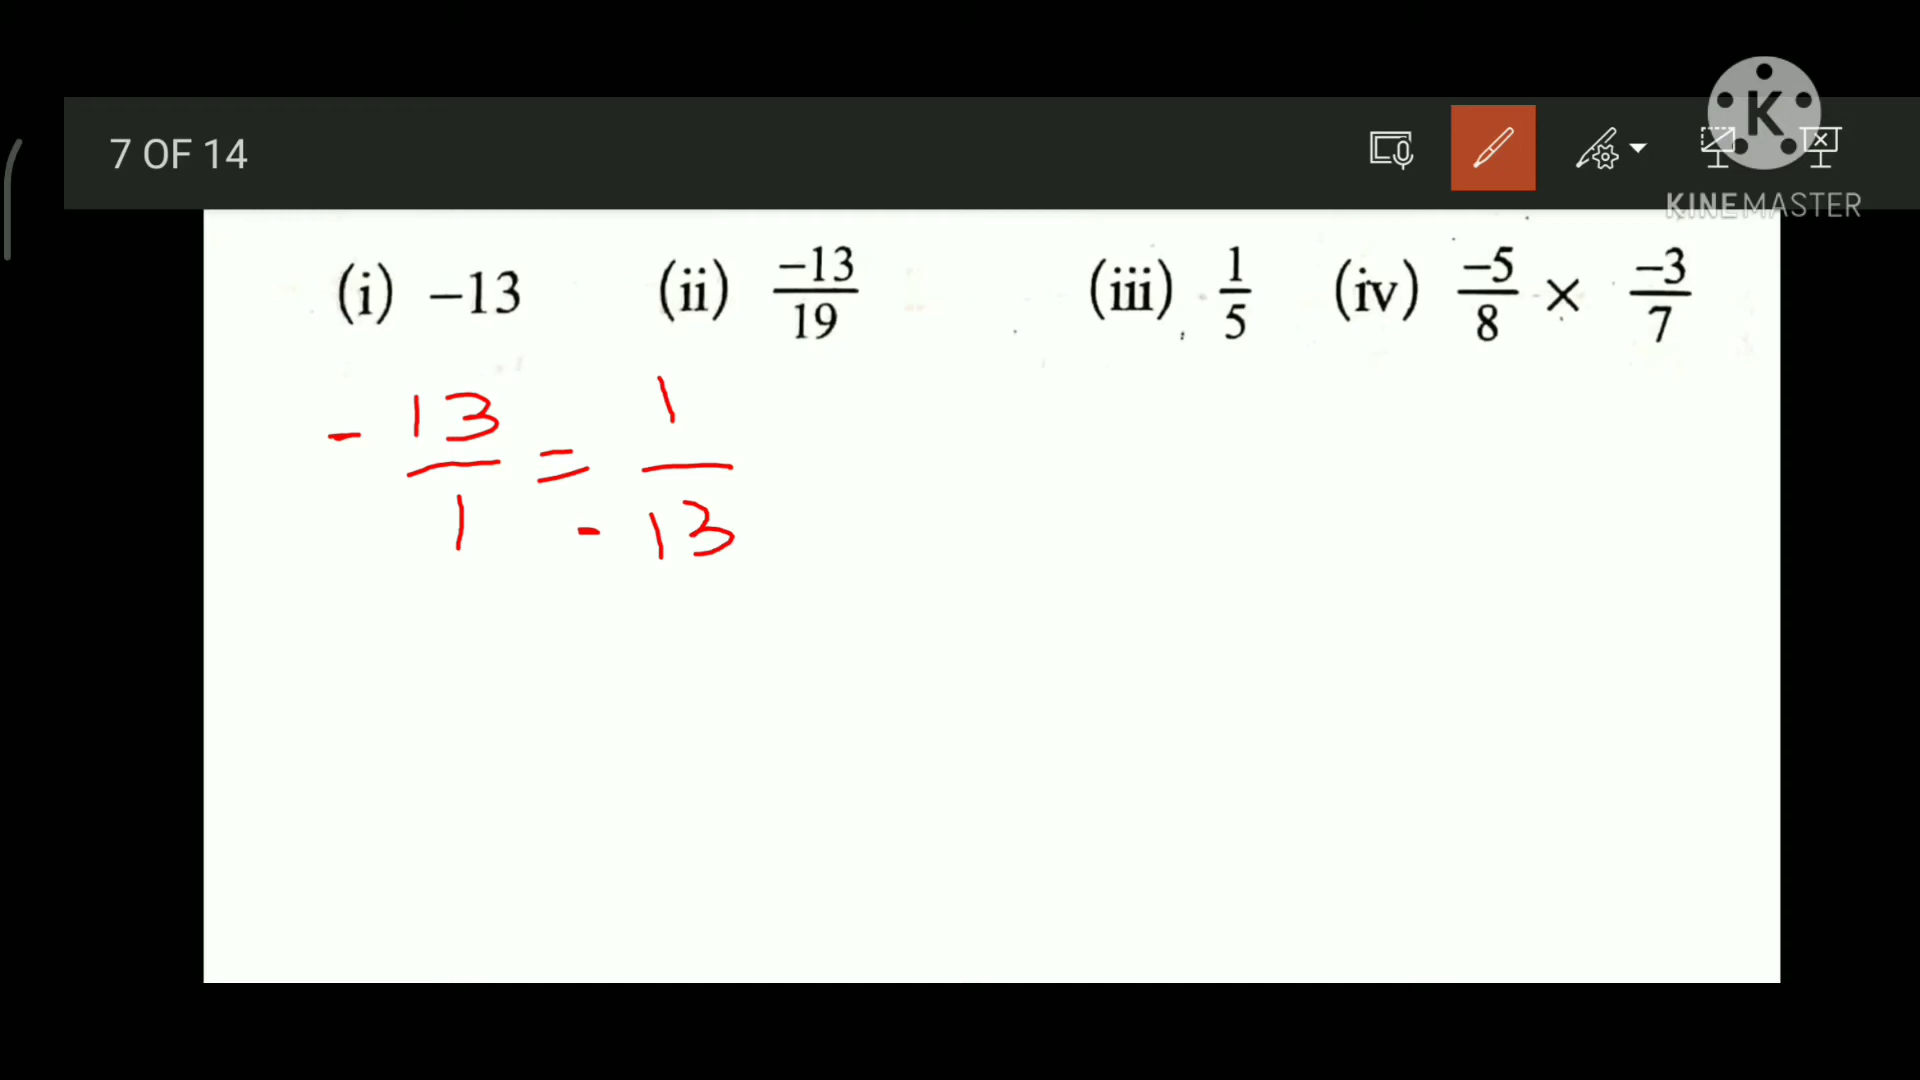 7 OF 14
K
KINEMASTER
(i) −13 (ii) −13/19 (iii) 1/5 (iv) −5/8 × −3/7
- 13/1 = 1/- 13